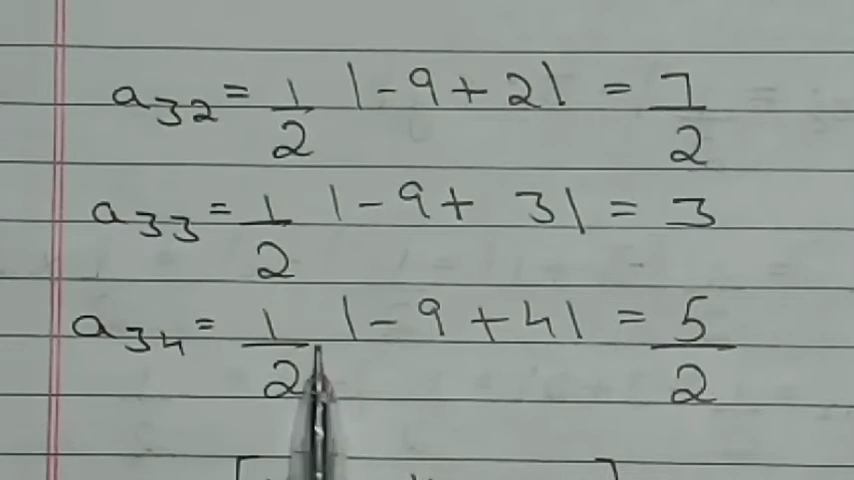 a₃₂ = 1/2 |-9+2| = 7/2
a₃₃ = 1/2 |-9+ 3| = 3
a₃₄ = 1/2 |-9+4| = 5/2